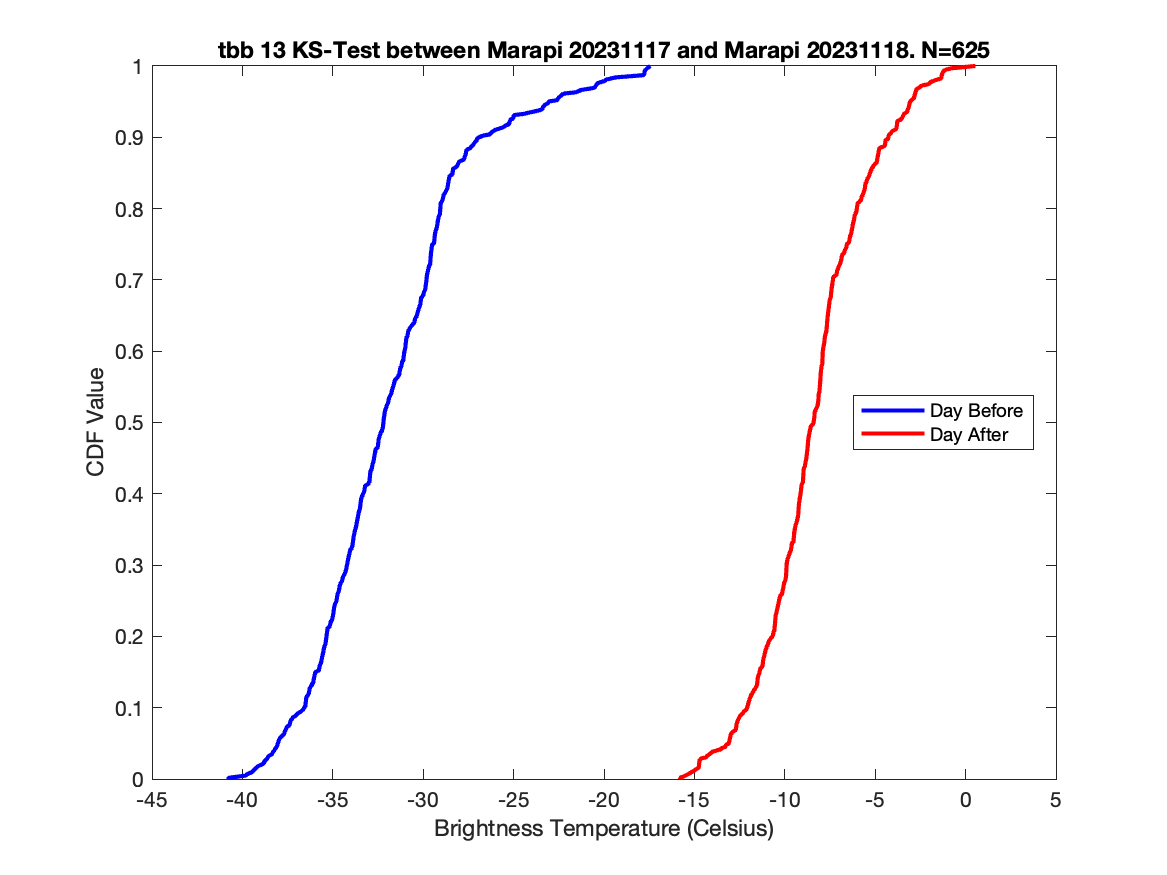 tbb 13 KS-Test between Marapi 20231117 and Marapi 20231118. N=625
1
0.9
0.8
0.7
0.6
0.5
0.4
0.3
0.2
0.1
0
CDF Value
Day Before
Day After
-45 -40 -35 -30 -25 -20 -15 -10 -5 0 5
Brightness Temperature (Celsius)